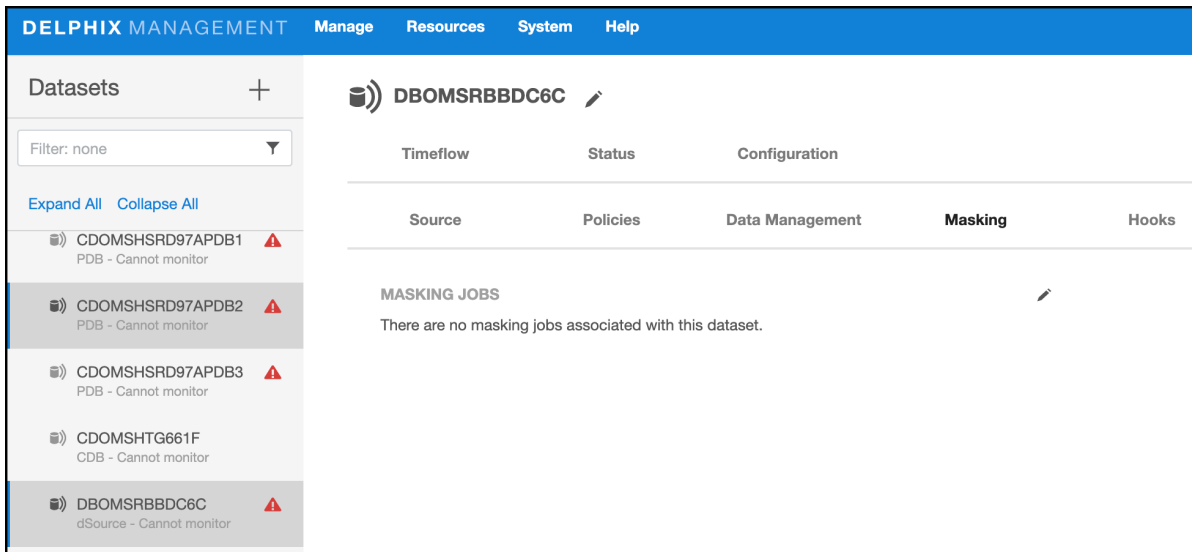 DELPHIX MANAGEMENT Manage Resources System Help
Datasets
Filter: none
Expand All Collapse All
CDOMSHSRD97APDB1
PDB - Cannot monitor
CDOMSHSRD97APDB2
PDB - Cannot monitor
CDOMSHSRD97APDB3
PDB - Cannot monitor
CDOMSHTG661F
CDB - Cannot monitor
DBOMSRBBDC6C
dSource - Cannot monitor
DBOMSRBBDC6C
Timeflow Status Configuration
Source Policies Data Management Masking Hooks
MASKING JOBS
There are no masking jobs associated with this dataset.